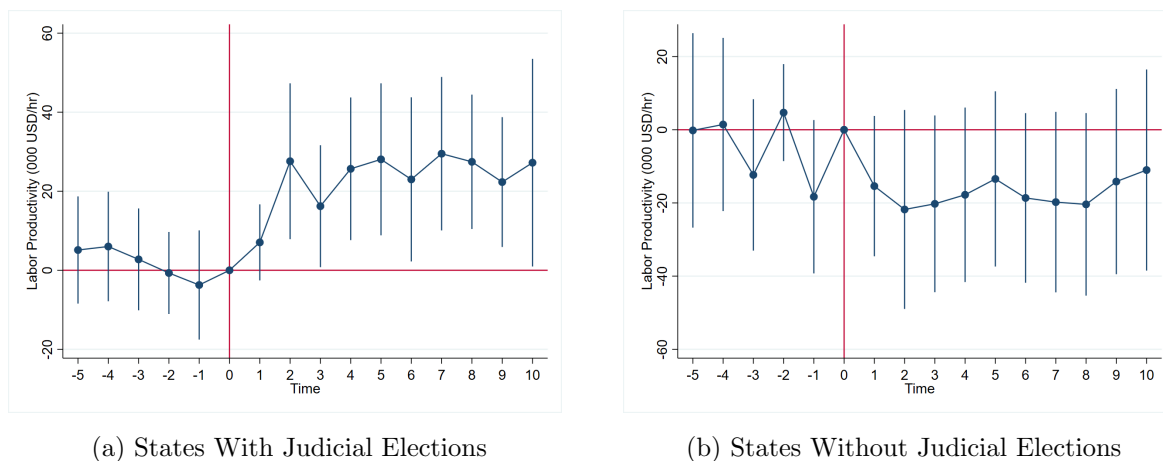 Labor Productivity (000 USD/hr)
60
40
20
0
-20
-5 -4 -3 -2 -1 0 1 2 3 4 5 6 7 8 9 10
Time
(a) States With Judicial Elections
Labor Productivity (000 USD/hr)
20
0
-20
-40
-60
-5 -4 -3 -2 -1 0 1 2 3 4 5 6 7 8 9 10
Time
(b) States Without Judicial Elections